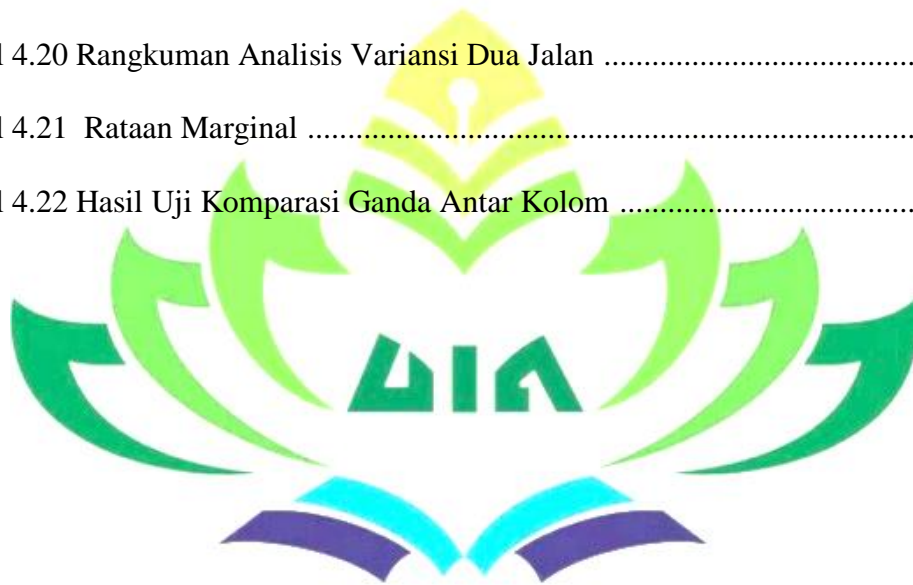 l 4.20 Rangkuman Analisis Variansi Dua Jalan .......................................
l 4.21 Rataan Marginal ............................................................................
l 4.22 Hasil Uji Komparasi Ganda Antar Kolom .....................................
UIN